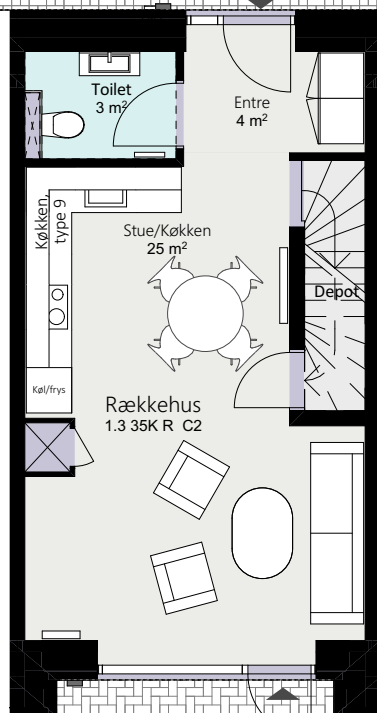 Toilet
3 m²
Entre
4 m²
Køkken,
type 9
Stue/Køkken
25 m²
Depot
Køl/frys
Rækkehus
1.3 35K R C2